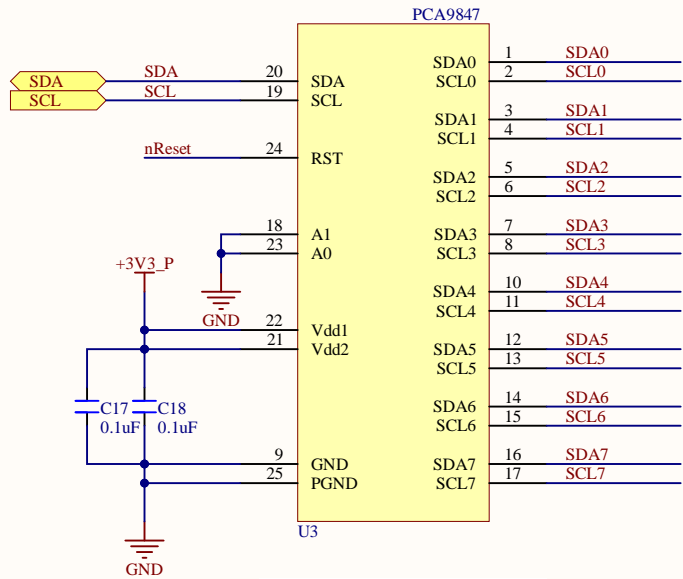 PCA9847
SDA SDA 20 SDA
SCL SCL 19 SCL
nReset 24 RST
18 A1
23 A0
GND
+3V3_P
22 Vdd1
21 Vdd2
C17 0.1uF
C18 0.1uF
9 GND
25 PGND
GND
SDA0 1 SDA0
SCL0 2 SCL0
SDA1 3 SDA1
SCL1 4 SCL1
SDA2 5 SDA2
SCL2 6 SCL2
SDA3 7 SDA3
SCL3 8 SCL3
SDA4 10 SDA4
SCL4 11 SCL4
SDA5 12 SDA5
SCL5 13 SCL5
SDA6 14 SDA6
SCL6 15 SCL6
SDA7 16 SDA7
SCL7 17 SCL7
U3